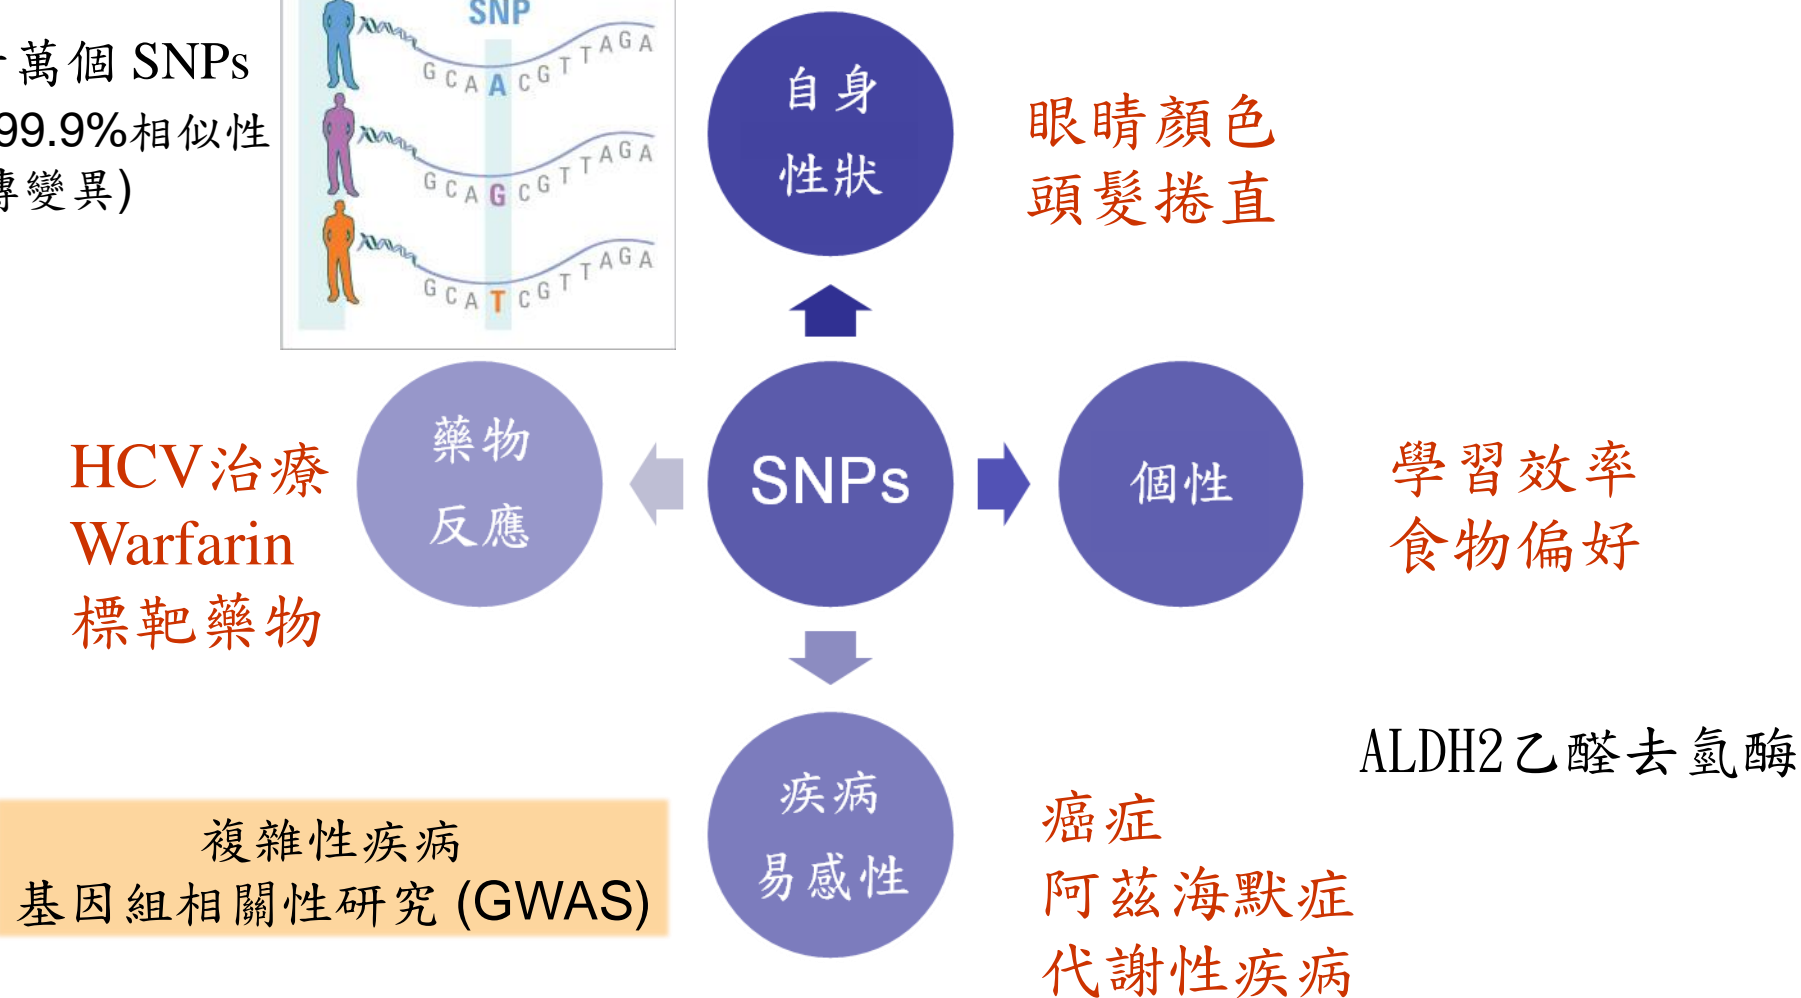 萬個 SNPs
99.9%相似性
變異)
SNP
GCAACGTTAGA
GCAGCGTTAGA
GCATCGTTAGA
自身
性狀
眼睛顏色
頭髮捲直
藥物
反應
HCV治療
Warfarin
標靶藥物
SNPs
個性
學習效率
食物偏好
疾病
易感性
ALDH2乙醛去氫酶
癌症
阿茲海默症
代謝性疾病
複雜性疾病
基因組相關性研究 (GWAS)